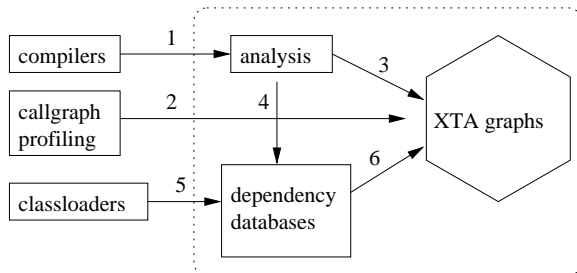 1
compilers
analysis
3
callgraph
profiling
2
4
XTA graphs
classloaders
5
dependency
databases
6